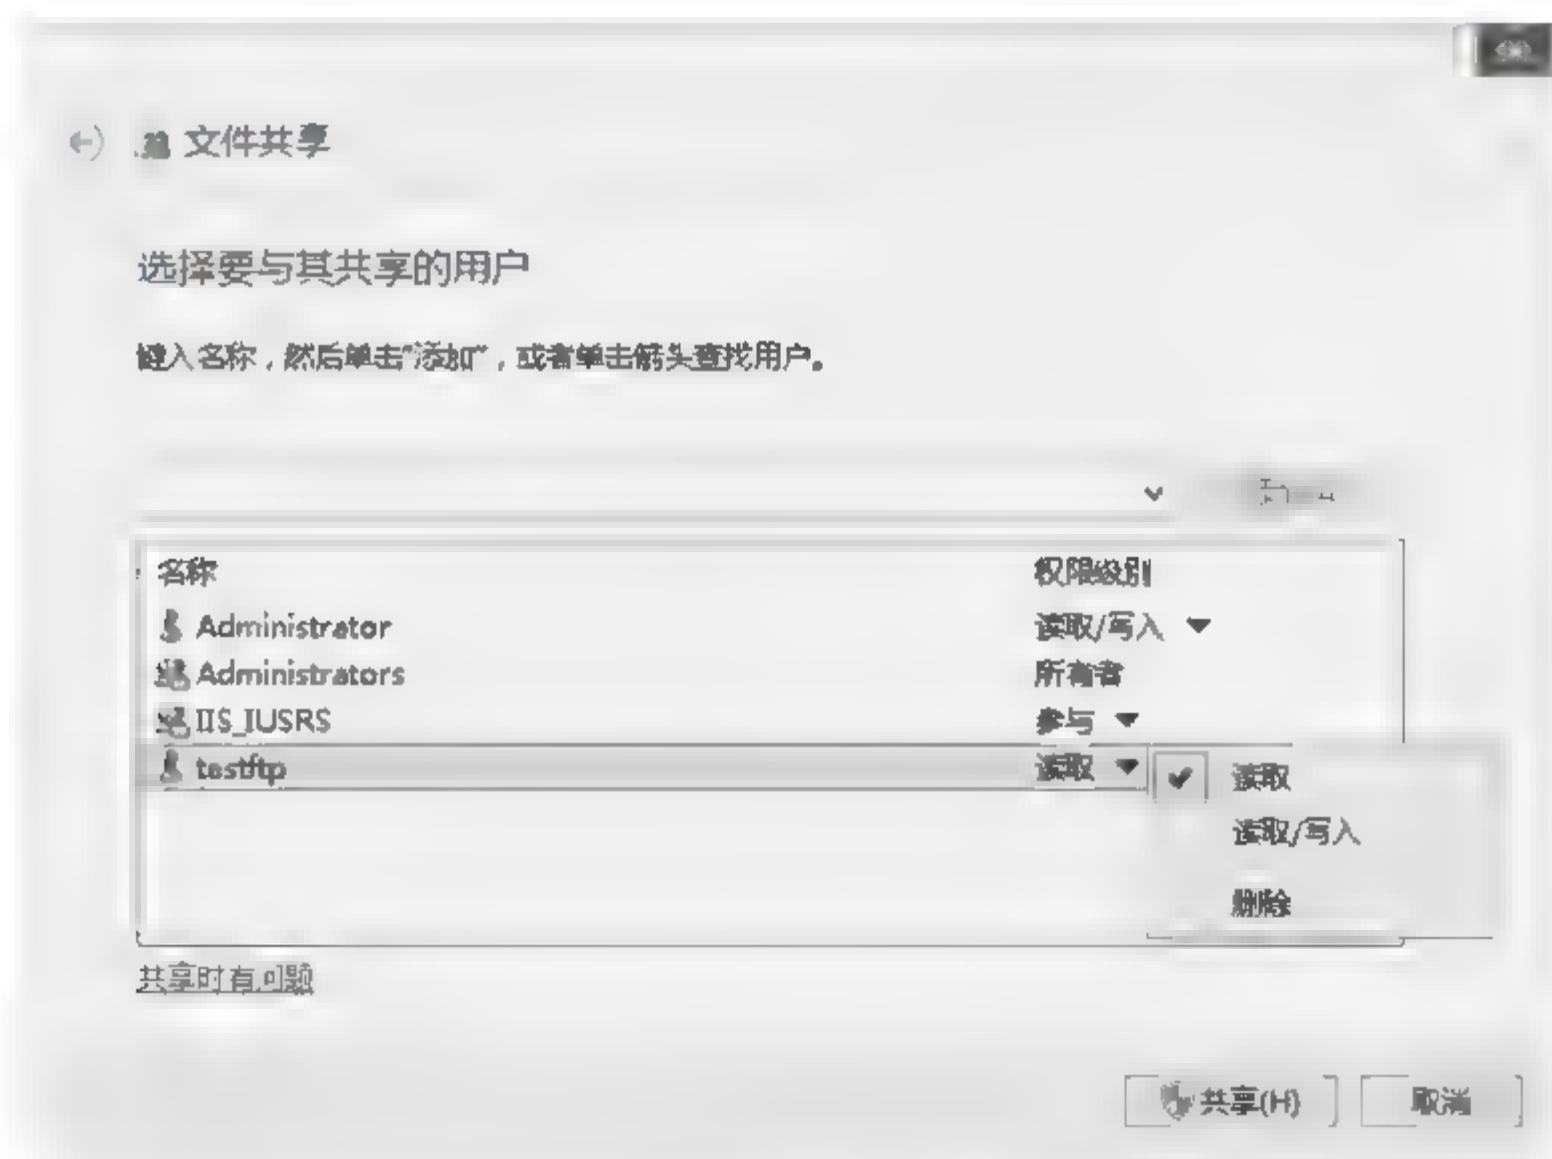 文件共享
选择要与其共享的用户
键入名称，然后单击"添加"，或者单击箭头查找用户。
名称 权限级别
Administrator 读取/写入
Administrators 所有者
IIS_IUSRS 参与
testftp 读取
读取
读取/写入
删除
共享时有问题
共享(H) 取消